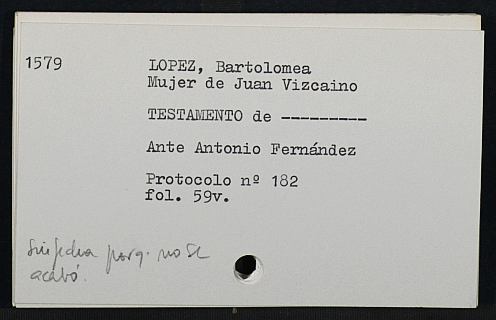 1579
LOPEZ, Bartolomea
Mujer de Juan Vizcaino
TESTAMENTO de ---------
Ante Antonio Fernández
Protocolo nº 182
fol. 59v.
Sin fecha porq. no se
acabó.